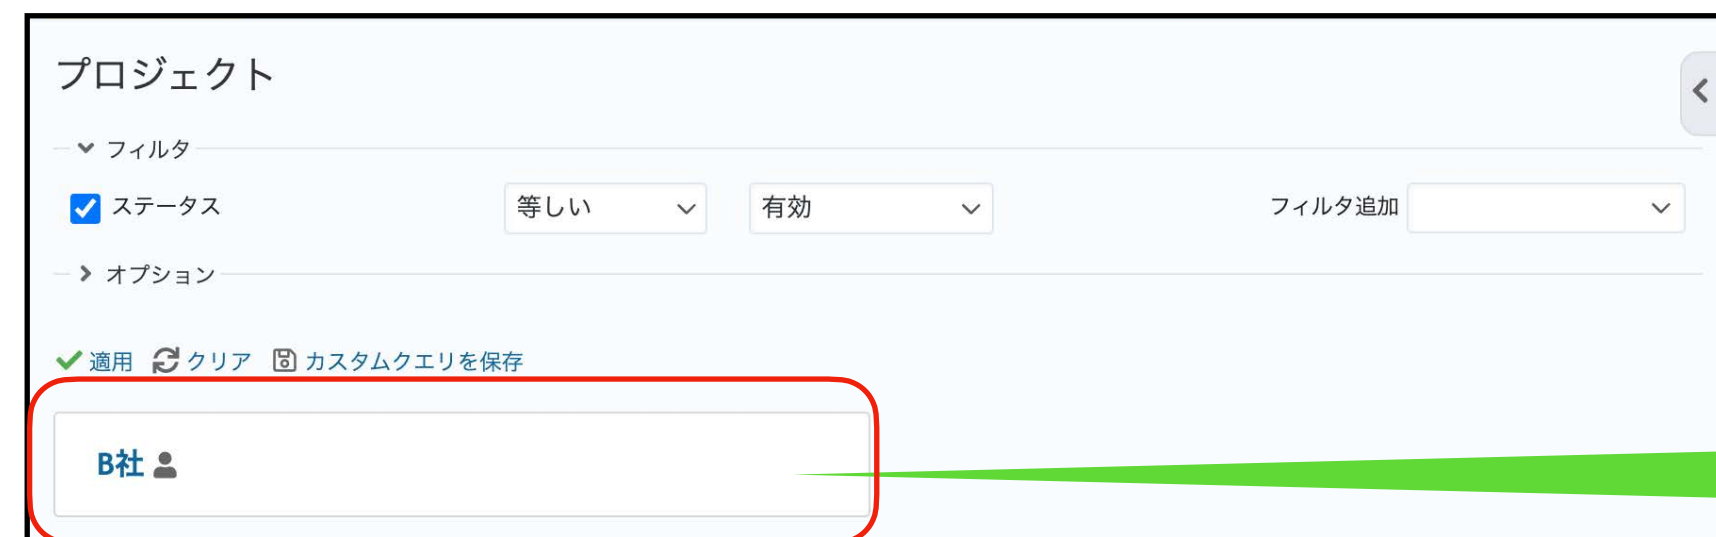 プロジェクト
フィルタ
ステータス 等しい 有効 フィルタ追加
オプション
適用 クリア カスタムクエリを保存
B社